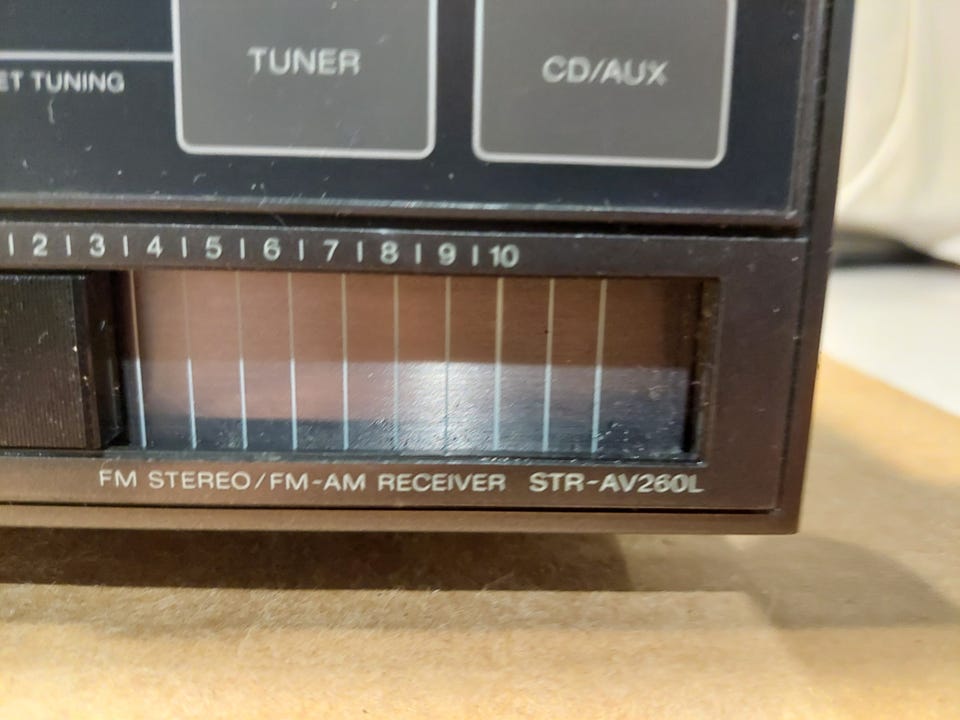 TUNER
CD/AUX
ET TUNING
| 2 | 3 | 4 | 5 | 6 | 7 | 8 | 9 | 10
FM STEREO/FM-AM RECEIVER STR-AV260L